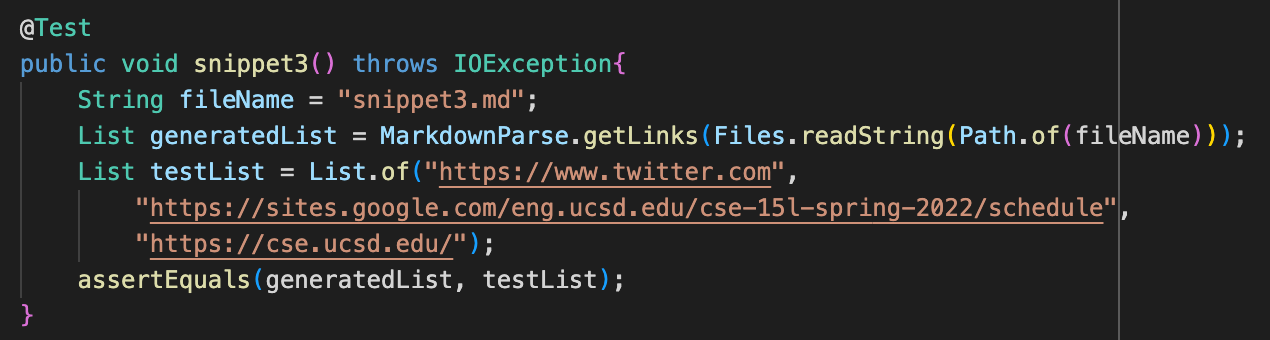 @Test
public void snippet3() throws IOException{
    String fileName = "snippet3.md";
    List generatedList = MarkdownParse.getLinks(Files.readString(Path.of(fileName)));
    List testList = List.of("https://www.twitter.com",
        "https://sites.google.com/eng.ucsd.edu/cse-15l-spring-2022/schedule",
        "https://cse.ucsd.edu/");
    assertEquals(generatedList, testList);
}